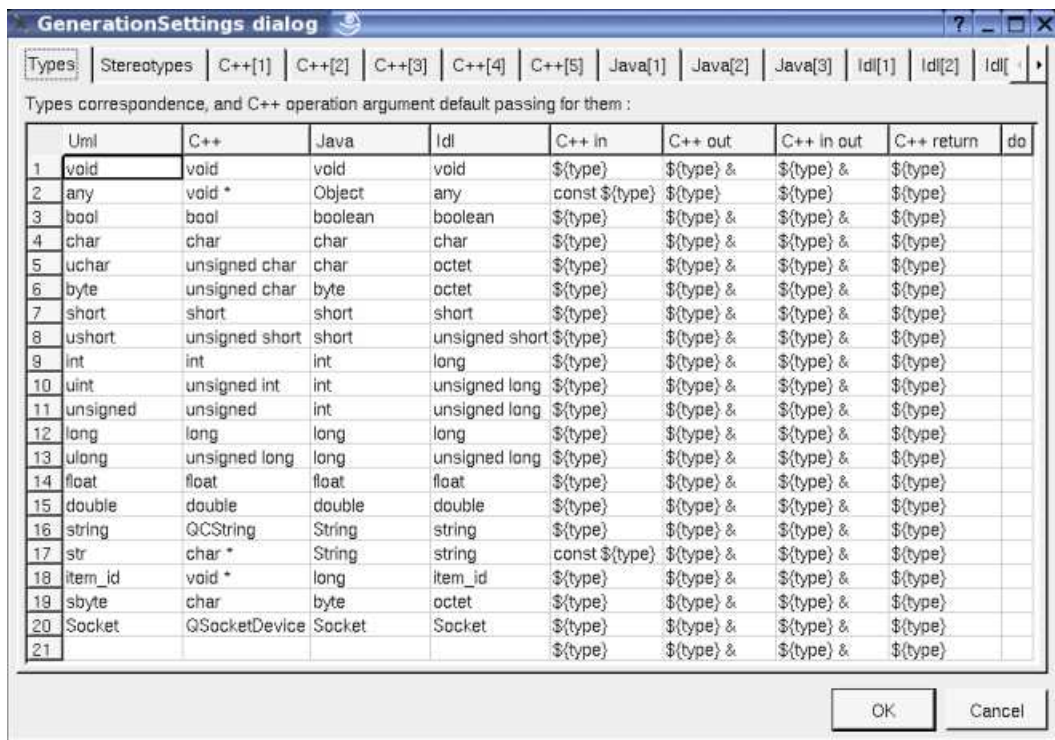 GenerationSettings dialog ? _ □ X
Types Stereotypes C++[1] C++[2] C++[3] C++[4] C++[5] Java[1] Java[2] Java[3] Idl[1] Idl[2] Idl[
Types correspondence, and C++ operation argument default passing for them :
Uml C++ Java Idl C++ in C++ out C++ in out C++ return do
1 void void void void ${type} ${type} & ${type} & ${type}
2 any void * Object any const ${type} ${type} ${type} ${type}
3 bool bool boolean boolean ${type} ${type} & ${type} & ${type}
4 char char char char ${type} ${type} & ${type} & ${type}
5 uchar unsigned char char octet ${type} ${type} & ${type} & ${type}
6 byte unsigned char byte octet ${type} ${type} & ${type} & ${type}
7 short short short short ${type} ${type} & ${type} & ${type}
8 ushort unsigned short short unsigned short ${type} ${type} & ${type} & ${type}
9 int int int long ${type} ${type} & ${type} & ${type}
10 uint unsigned int int unsigned long ${type} ${type} & ${type} & ${type}
11 unsigned unsigned int unsigned long ${type} ${type} & ${type} & ${type}
12 long long long long ${type} ${type} & ${type} & ${type}
13 ulong unsigned long long unsigned long ${type} ${type} & ${type} & ${type}
14 float float float float ${type} ${type} & ${type} & ${type}
15 double double double double ${type} ${type} & ${type} & ${type}
16 string QCString String string ${type} ${type} & ${type} & ${type}
17 str char * String string const ${type} ${type} & ${type} & ${type}
18 item_id void * long item_id ${type} ${type} & ${type} & ${type}
19 sbyte char byte octet ${type} ${type} & ${type} & ${type}
20 Socket QSocketDevice Socket Socket ${type} ${type} & ${type} & ${type}
21 ${type} ${type} & ${type} & ${type}
OK Cancel